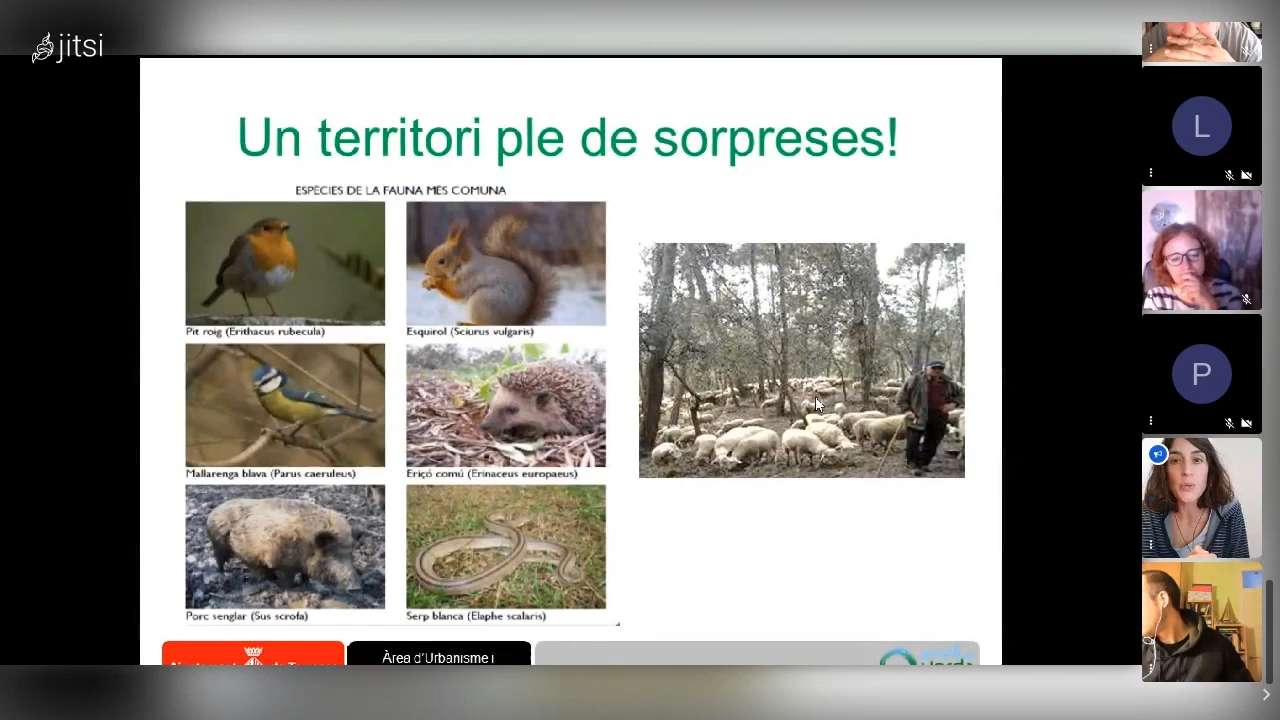 jitsi
Un territori ple de sorpreses!
ESPÈCIES DE LA FAUNA MÉS COMUNA
Pit roig (Erithacus rubecula)
Esquirol (Sciurus vulgaris)
Mallarenga blava (Parus caeruleus)
Eriçó comú (Erinaceus europaeus)
Porc senglar (Sus scrofa)
Serp blanca (Elaphe scalaris)
Àrea d'Urbanisme i
L
P